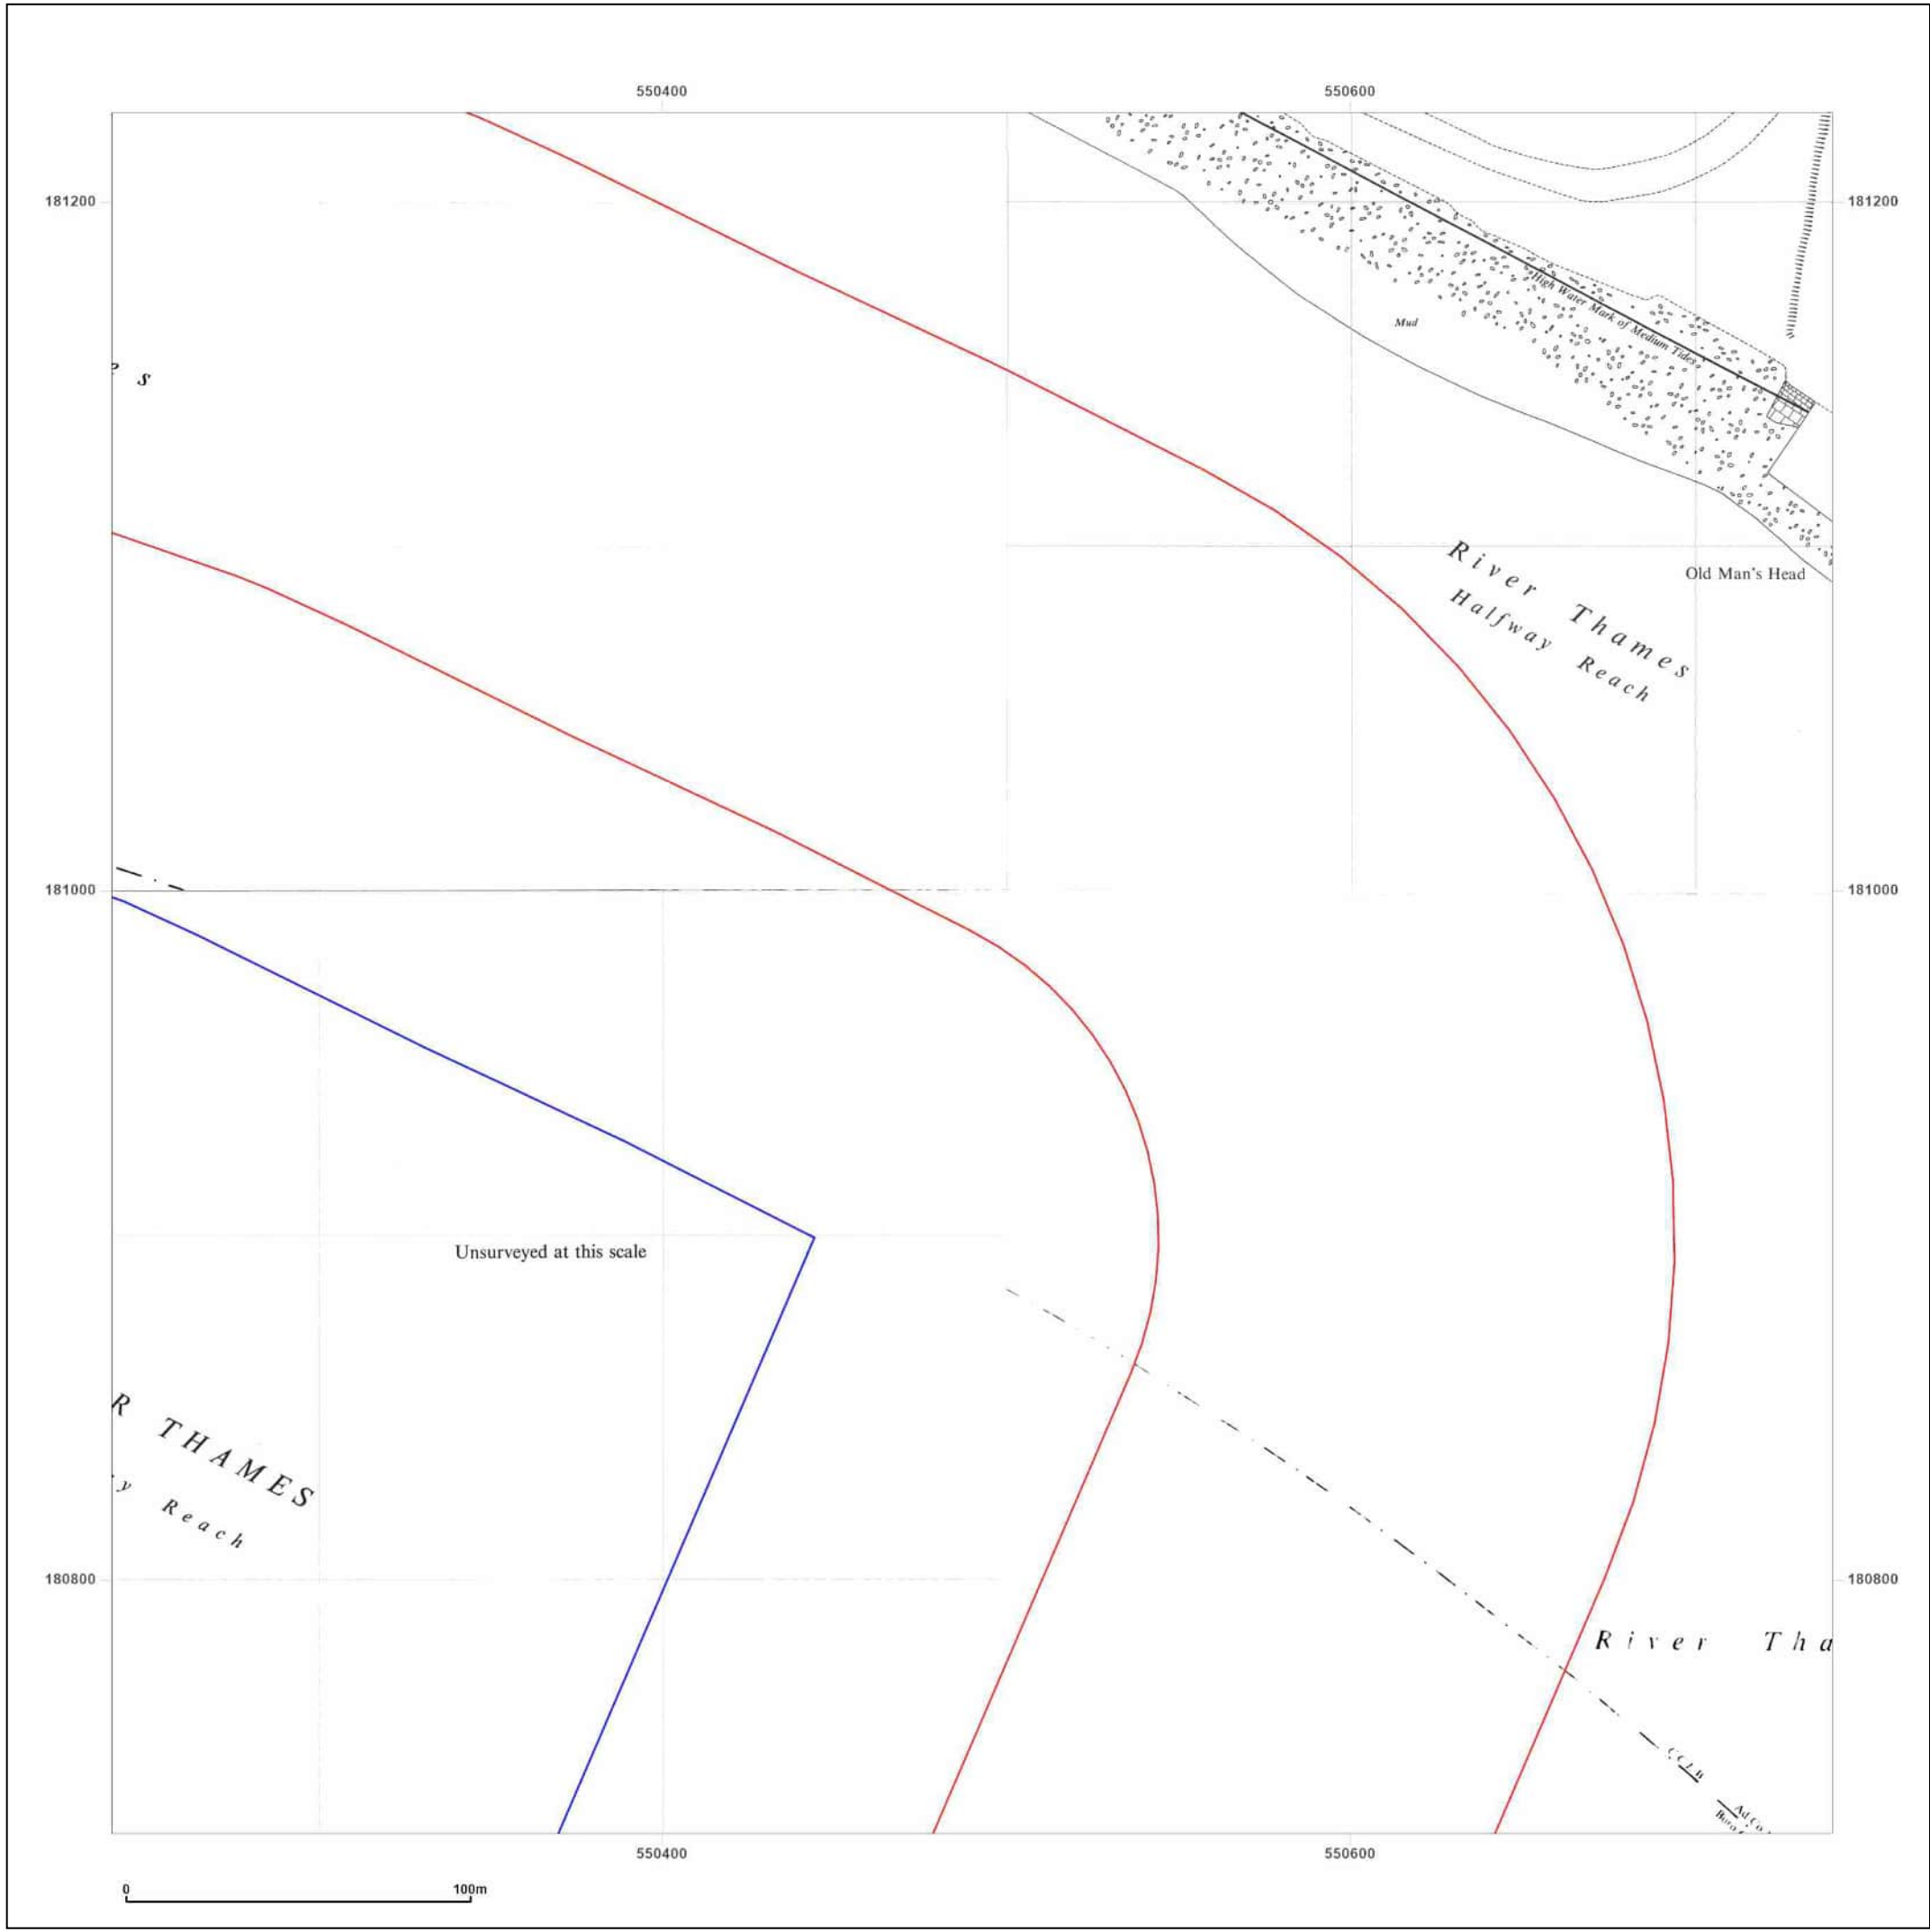 550400 550600
181200 181200
High Water Mark of Medium Tides
Mud
S
River Thames
Halfway Reach
Old Man's Head
181000 181000
Unsurveyed at this scale
R THAMES
y Reach
180800 180800
River Tha
CCLW
550400 550600
0 100m